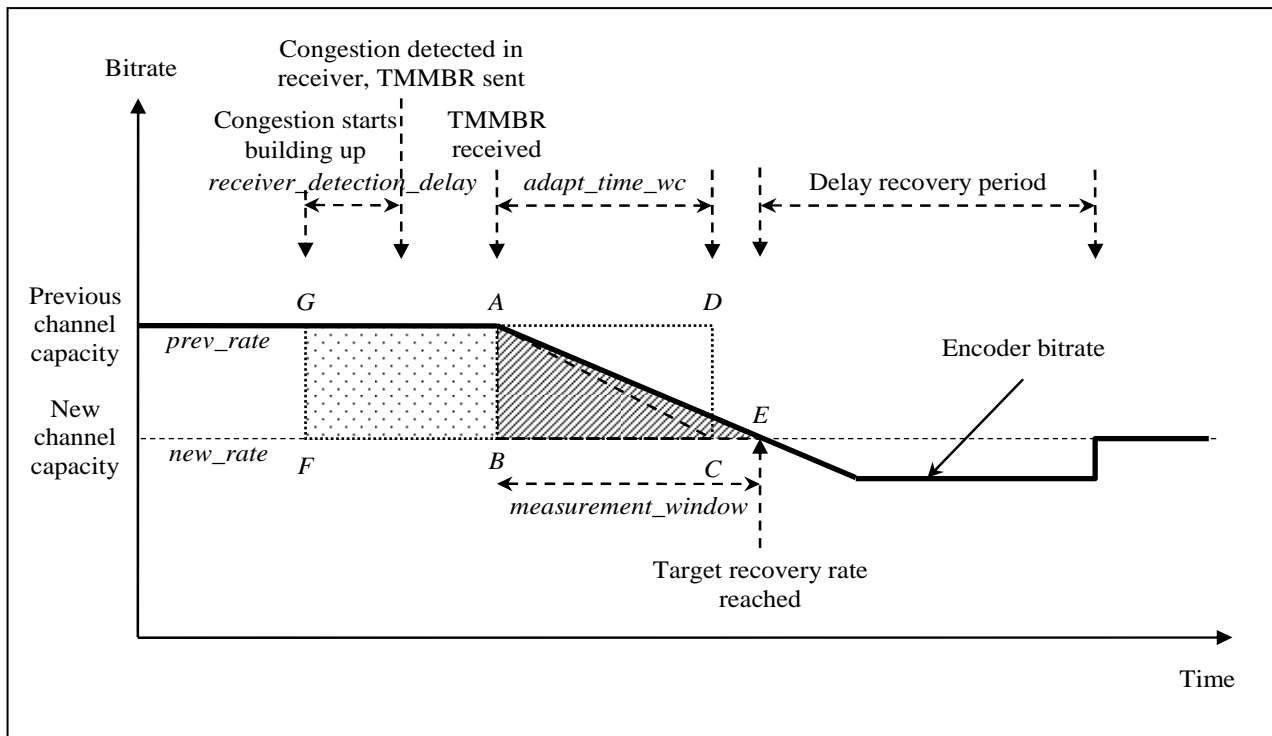 Congestion detected in
receiver, TMMBR sent
Bitrate
Congestion starts
building up
TMMBR
received
receiver_detection_delay
adapt_time_wc
Delay recovery period
Previous
channel
capacity
G
A
D
prev_rate
Encoder bitrate
New
channel
capacity
E
new_rate
F
B
C
measurement_window
Target recovery rate
reached
Time